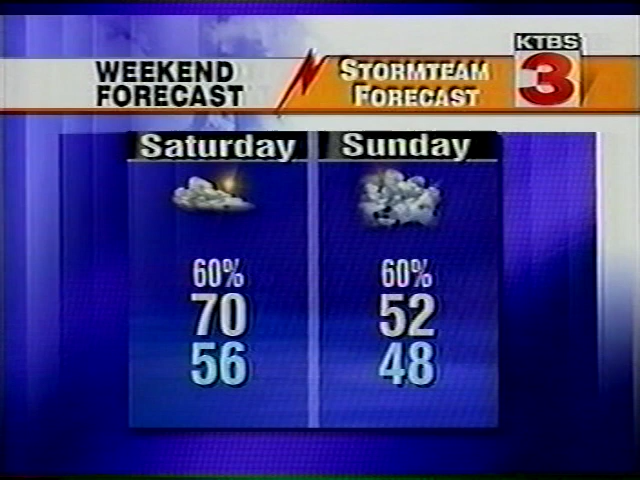 WEEKEND
FORECAST
STORMTEAM
FORECAST
KTBS
3
Saturday
Sunday
60%
70
56
60%
52
48